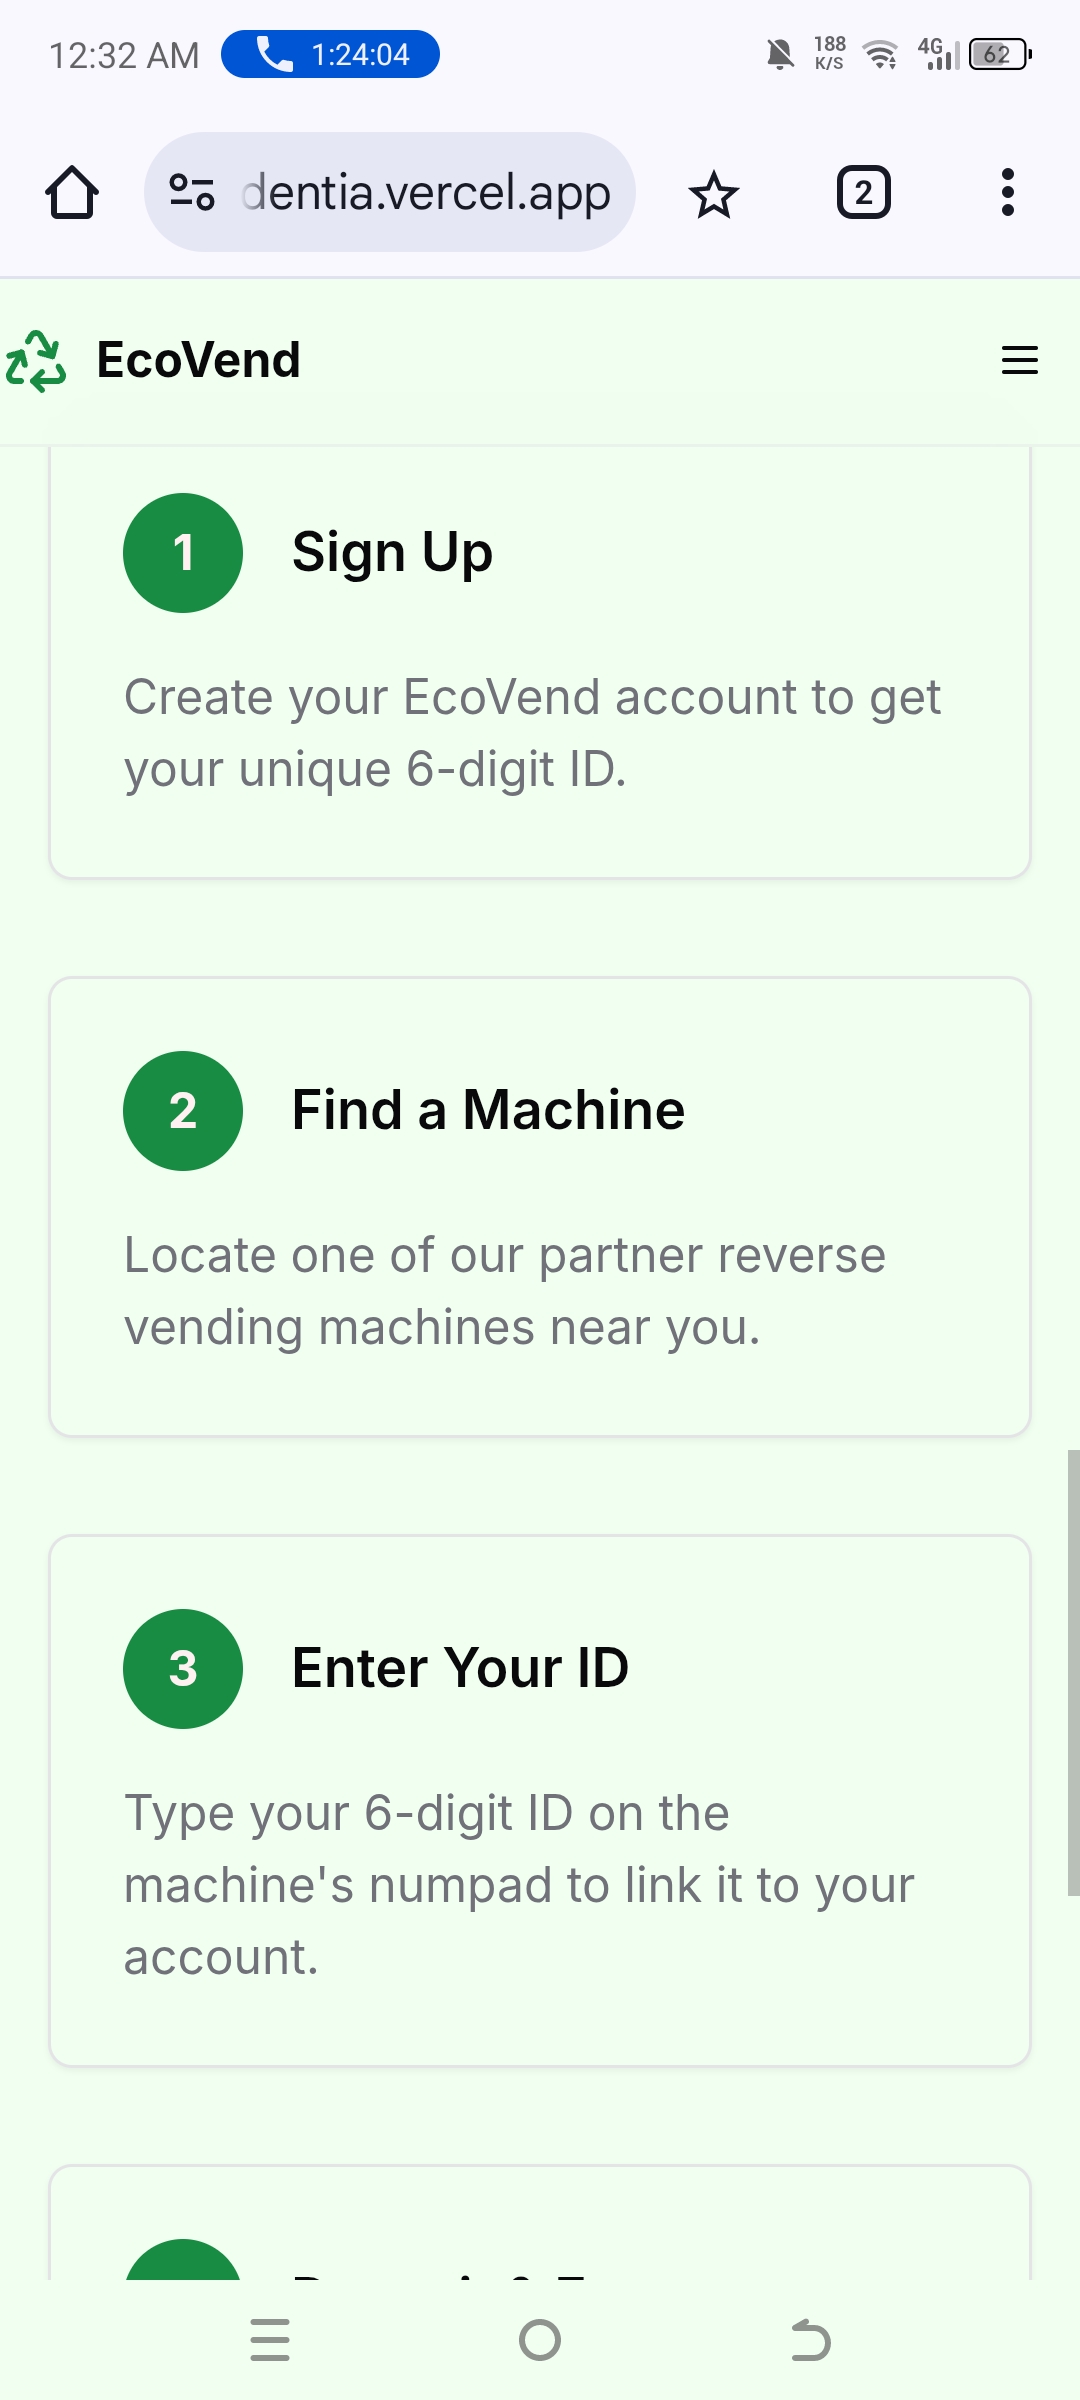 12:32 AM 1:24:04 188 K/S 4G 62
dentia.vercel.app 2
EcoVend
1 Sign Up
Create your EcoVend account to get
your unique 6-digit ID.
2 Find a Machine
Locate one of our partner reverse
vending machines near you.
3 Enter Your ID
Type your 6-digit ID on the
machine's numpad to link it to your
account.